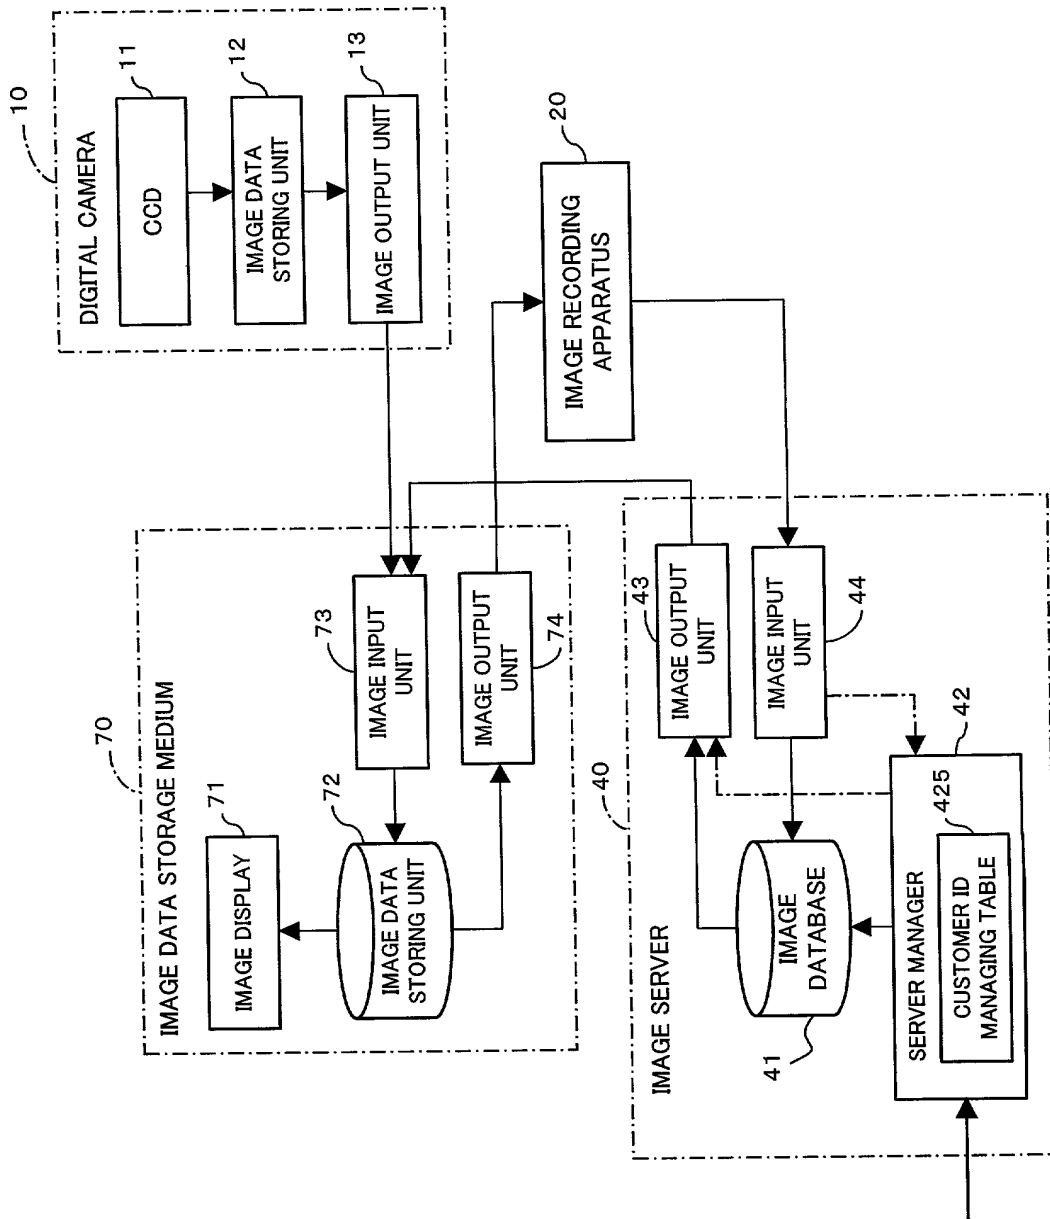 10
DIGITAL CAMERA
11
CCD
12
IMAGE DATA
STORING UNIT
13
IMAGE OUTPUT UNIT
20
IMAGE RECORDING
APPARATUS
70
IMAGE DATA STORAGE MEDIUM
71
IMAGE DISPLAY
72
IMAGE DATA
STORING UNIT
73
IMAGE INPUT
UNIT
74
IMAGE OUTPUT
UNIT
40
IMAGE SERVER
43
IMAGE OUTPUT
UNIT
44
IMAGE INPUT
UNIT
41
IMAGE
DATABASE
42
SERVER MANAGER
425
CUSTOMER ID
MANAGING TABLE